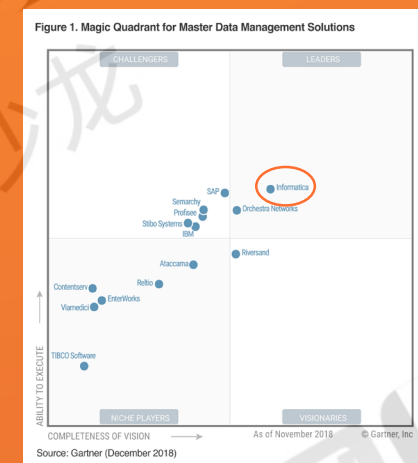 Figure 1. Magic Quadrant for Master Data Management Solutions
CHALLENGERS
LEADERS
SAP
Informatica
Semarchy
Profisee
Orchestra Networks
Stibo Systems
IBM
Riversand
Ataccama
Reltio
Contentserv
EnterWorks
Viamedici
TIBCO Software
ABILITY TO EXECUTE
NICHE PLAYERS
VISIONARIES
COMPLETENESS OF VISION
As of November 2018
© Gartner, Inc
Source: Gartner (December 2018)
沙龙